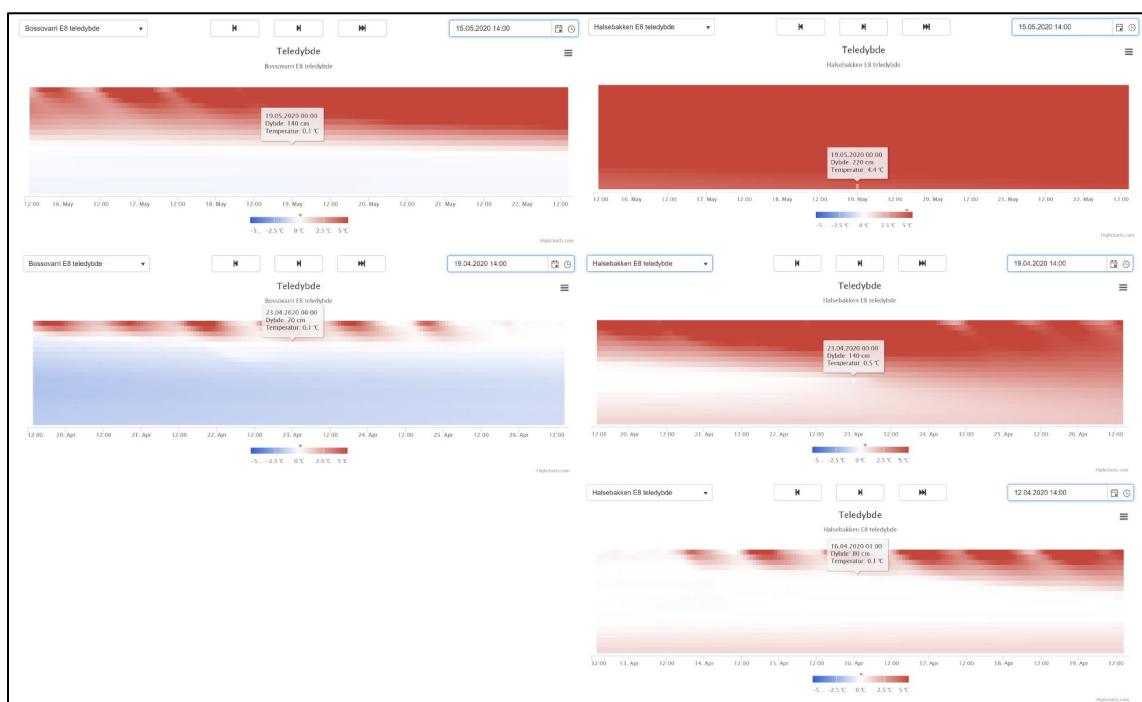 Bossovarri E8 teledybde
15.05.2020 14:00
Teledybde
Bossovarri E8 teledybde
19.05.2020 00:00
Dybde: 140 cm
Temperatur: 0.1 °C
12:00 16. May 12:00 17. May 12:00 18. May 12:00 19. May 12:00 20. May 12:00 21. May 12:00 22. May 12:00
-5... -2.5 °C 0 °C 2.5 °C 5 °C
Highcharts.com
Halsebakken E8 teledybde
15.05.2020 14:00
Teledybde
Halsebakken E8 teledybde
19.05.2020 00:00
Dybde: 220 cm
Temperatur: 4.4 °C
12:00 16. May 12:00 17. May 12:00 18. May 12:00 19. May 12:00 20. May 12:00 21. May 12:00 22. May 12:00
-5... -2.5 °C 0 °C 2.5 °C 5 °C
Highcharts.com
Bossovarri E8 teledybde
19.04.2020 14:00
Teledybde
Bossovarri E8 teledybde
23.04.2020 00:00
Dybde: 70 cm
Temperatur: 0.1 °C
12:00 20. Apr 12:00 21. Apr 12:00 22. Apr 12:00 23. Apr 12:00 24. Apr 12:00 25. Apr 12:00 26. Apr 12:00
-5... -2.5 °C 0 °C 2.5 °C 5 °C
Highcharts.com
Halsebakken E8 teledybde
19.04.2020 14:00
Teledybde
Halsebakken E8 teledybde
23.04.2020 00:00
Dybde: 140 cm
Temperatur: 0.5 °C
12:00 20. Apr 12:00 21. Apr 12:00 22. Apr 12:00 23. Apr 12:00 24. Apr 12:00 25. Apr 12:00 26. Apr 12:00
-5... -2.5 °C 0 °C 2.5 °C 5 °C
Highcharts.com
Halsebakken E8 teledybde
12.04.2020 14:00
Teledybde
Halsebakken E8 teledybde
16.04.2020 01:00
Dybde: 80 cm
Temperatur: 0.1 °C
12:00 13. Apr 12:00 14. Apr 12:00 15. Apr 12:00 16. Apr 12:00 17. Apr 12:00 18. Apr 12:00 19. Apr 12:00
-5... -2.5 °C 0 °C 2.5 °C 5 °C
Highcharts.com